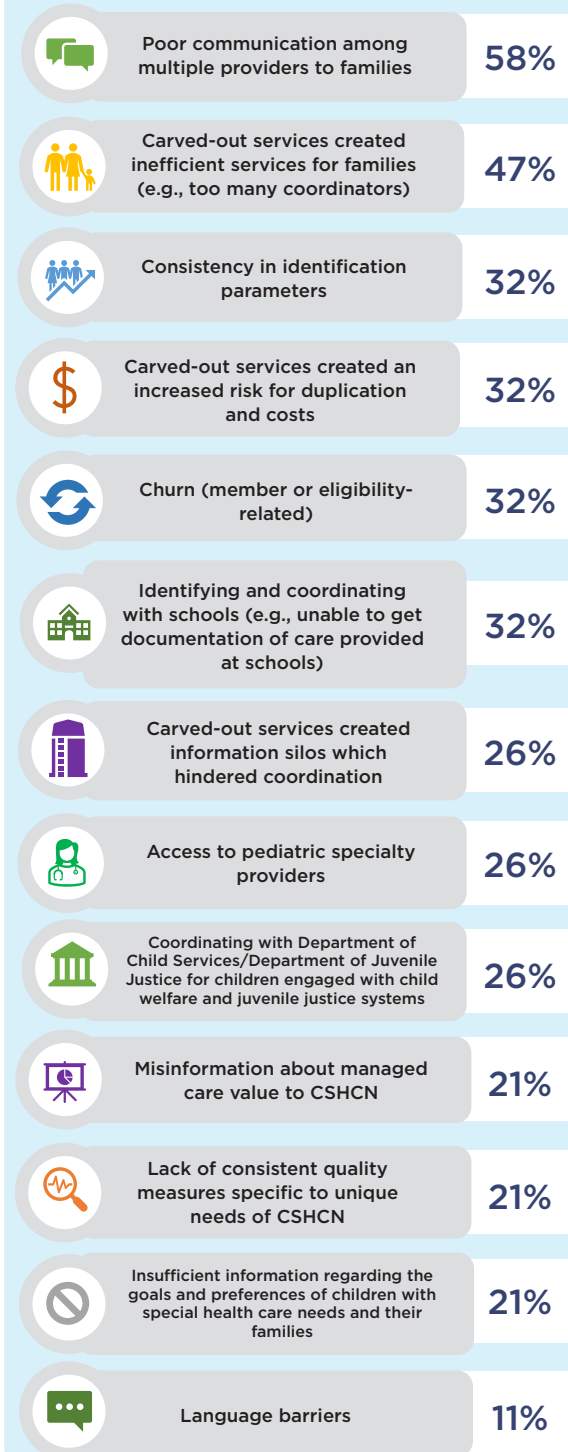 Poor communication among
multiple providers to families
58%
Carved-out services created
inefficient services for families
(e.g., too many coordinators)
47%
Consistency in identification
parameters
32%
Carved-out services created an
increased risk for duplication
and costs
32%
Churn (member or eligibility-
related)
32%
Identifying and coordinating
with schools (e.g., unable to get
documentation of care provided
at schools)
32%
Carved-out services created
information silos which
hindered coordination
26%
Access to pediatric specialty
providers
26%
Coordinating with Department of
Child Services/Department of Juvenile
Justice for children engaged with child
welfare and juvenile justice systems
26%
Misinformation about managed
care value to CSHCN
21%
Lack of consistent quality
measures specific to unique
needs of CSHCN
21%
Insufficient information regarding the
goals and preferences of children with
special health care needs and their
families
21%
Language barriers
11%